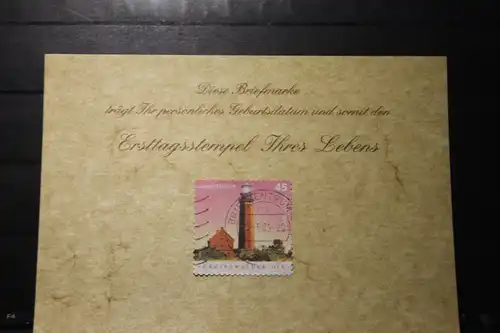 Diese Briefmarke
trägt Ihr persönliches Geburtsdatum und somit den
Ersttagsstempel Ihres Lebens
45